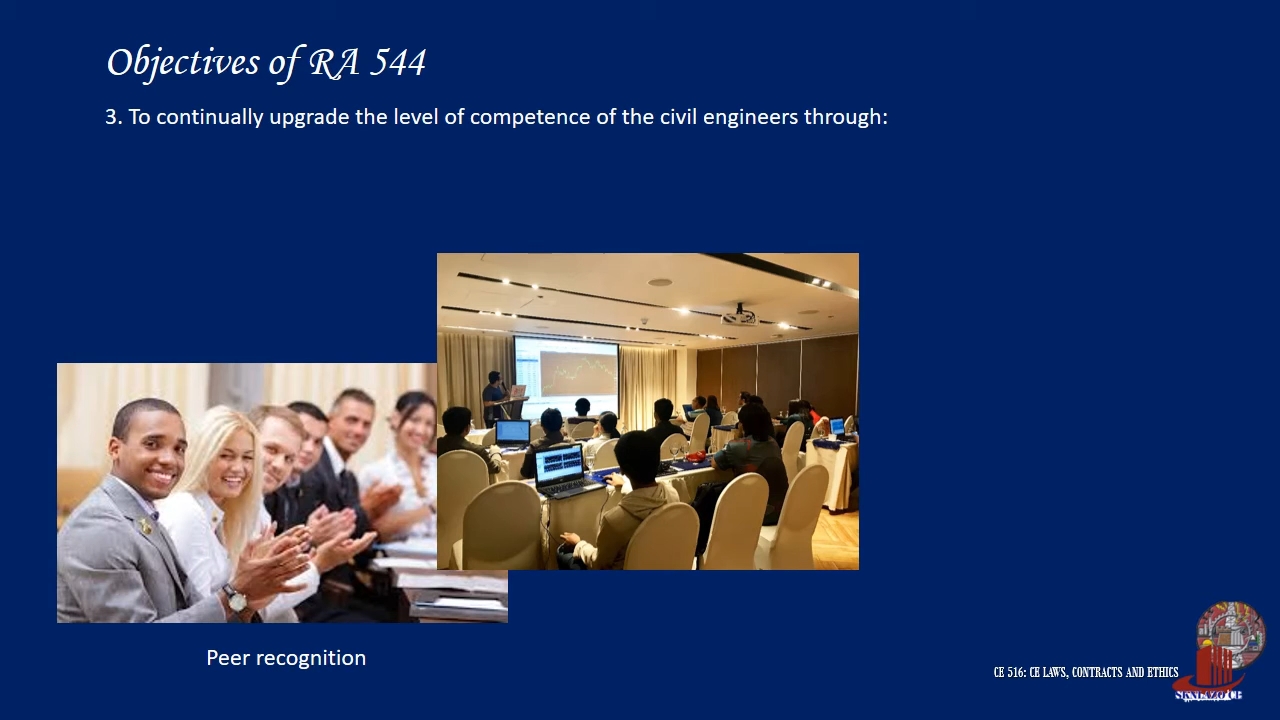 Objectives of RA 544
3. To continually upgrade the level of competence of the civil engineers through:
Peer recognition
CE 516: CE LAWS, CONTRACTS AND ETHICS